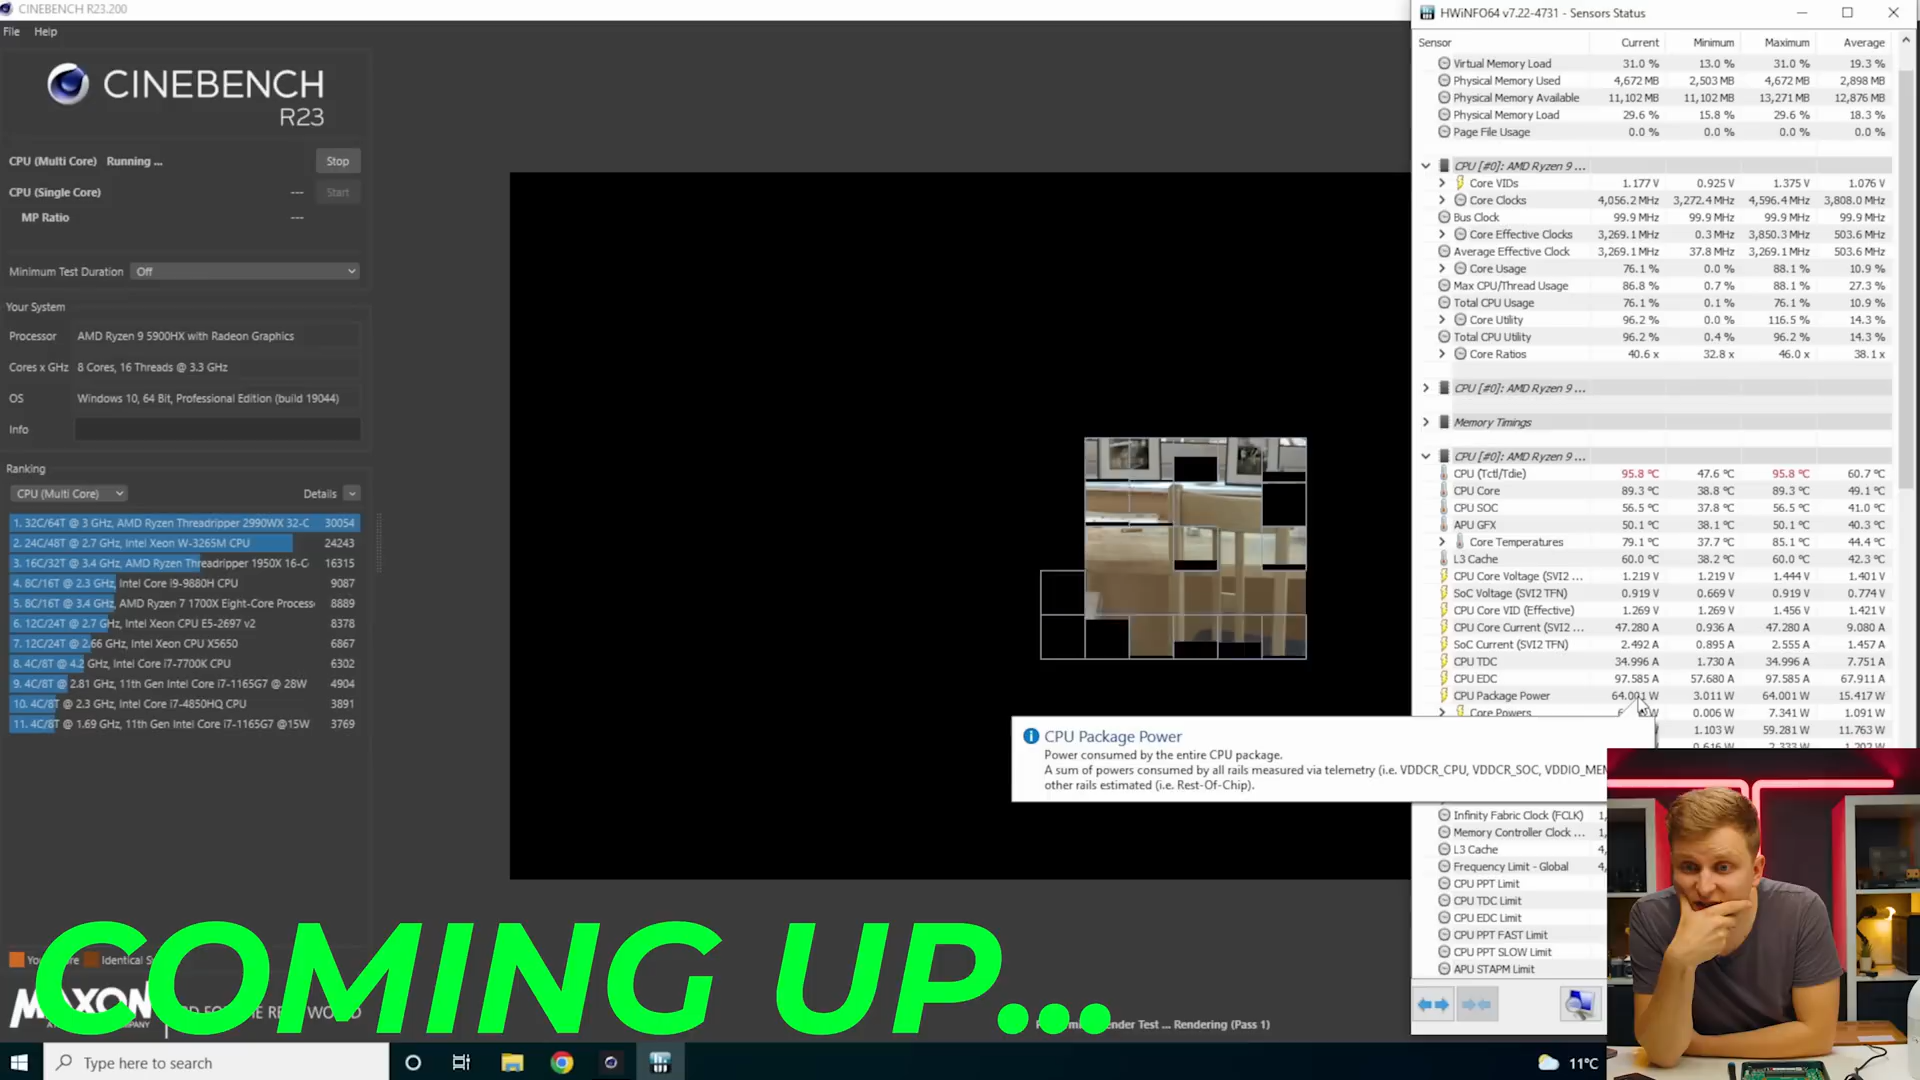 CINEBENCH R23.200
File Help
CINEBENCH
R23
CPU (Multi Core) Running ... Stop
CPU (Single Core) --- Start
MP Ratio ---
Minimum Test Duration Off
Your System
Processor AMD Ryzen 9 5900HX with Radeon Graphics
Cores x GHz 8 Cores, 16 Threads @ 3.3 GHz
OS Windows 10, 64 Bit, Professional Edition (build 19044)
Info
Ranking
CPU (Multi Core) Details
1. 32C/64T @ 3 GHz, AMD Ryzen Threadripper 2990WX 32-C 30054
2. 24C/48T @ 2.7 GHz, Intel Xeon W-3265M CPU 24243
3. 16C/32T @ 3.4 GHz, AMD Ryzen Threadripper 1950X 16-C 16315
4. 8C/16T @ 2.3 GHz, Intel Core i9-9880H CPU 9087
5. 8C/16T @ 3.4 GHz, AMD Ryzen 7 1700X Eight-Core Process 8889
6. 12C/24T @ 2.7 GHz, Intel Xeon CPU E5-2697 v2 8378
7. 12C/24T @ 2.66 GHz, Intel Xeon CPU X5650 6867
8. 4C/8T @ 4.2 GHz, Intel Core i7-7700K CPU 6302
9. 4C/8T @ 2.81 GHz, 11th Gen Intel Core i7-1165G7 @ 28W 4904
10. 4C/8T @ 2.3 GHz, Intel Core i7-4850HQ CPU 3891
11. 4C/8T @ 1.69 GHz, 11th Gen Intel Core i7-1165G7 @15W 3769
Identical
MAXON
COMING UP...
Rendering (Pass 1)
HWiNFO64 v7.22-4731 - Sensors Status
Sensor Current Minimum Maximum Average
Virtual Memory Load 31.0 % 13.0 % 31.0 % 19.3 %
Physical Memory Used 4,672 MB 2,503 MB 4,672 MB 2,898 MB
Physical Memory Available 11,102 MB 11,102 MB 13,271 MB 12,876 MB
Physical Memory Load 29.6 % 15.8 % 29.6 % 18.3 %
Page File Usage 0.0 % 0.0 % 0.0 % 0.0 %
CPU [#0]: AMD Ryzen 9 ...
Core VIDs 1.177 V 0.925 V 1.375 V 1.076 V
Core Clocks 4,056.2 MHz 3,272.4 MHz 4,596.4 MHz 3,808.0 MHz
Bus Clock 99.9 MHz 99.9 MHz 99.9 MHz 99.9 MHz
Core Effective Clocks 3,269.1 MHz 0.3 MHz 3,850.3 MHz 503.6 MHz
Average Effective Clock 3,269.1 MHz 37.8 MHz 3,269.1 MHz 503.6 MHz
Core Usage 76.1 % 0.0 % 88.1 % 10.9 %
Max CPU/Thread Usage 86.8 % 0.7 % 88.1 % 27.3 %
Total CPU Usage 76.1 % 0.1 % 76.1 % 10.9 %
Core Utility 96.2 % 0.0 % 116.5 % 14.3 %
Total CPU Utility 96.2 % 0.4 % 96.2 % 14.3 %
Core Ratios 40.6 x 32.8 x 46.0 x 38.1 x
CPU [#0]: AMD Ryzen 9 ...
Memory Timings
CPU [#0]: AMD Ryzen 9 ...
CPU (Tctl/Tdie) 95.8 °C 47.6 °C 95.8 °C 60.7 °C
CPU Core 89.3 °C 38.8 °C 89.3 °C 49.1 °C
CPU SOC 56.5 °C 37.8 °C 56.5 °C 41.0 °C
APU GFX 50.1 °C 38.1 °C 50.1 °C 40.3 °C
Core Temperatures 79.1 °C 37.7 °C 85.1 °C 44.4 °C
L3 Cache 60.0 °C 38.2 °C 60.0 °C 42.3 °C
CPU Core Voltage (SVI2 ... 1.219 V 1.219 V 1.444 V 1.401 V
SoC Voltage (SVI2 TFN) 0.919 V 0.669 V 0.919 V 0.774 V
CPU Core VID (Effective) 1.269 V 1.269 V 1.456 V 1.421 V
CPU Core Current (SVI2 ... 47.280 A 0.936 A 47.280 A 9.080 A
SoC Current (SVI2 TFN) 2.492 A 0.895 A 2.555 A 1.457 A
CPU TDC 34.996 A 1.730 A 34.996 A 7.751 A
CPU EDC 97.585 A 57.680 A 97.585 A 67.911 A
CPU Package Power 64.001 W 3.011 W 64.001 W 15.417 W
Core Powers 0.006 W 7.341 W 1.091 W
1.103 W 59.281 W 11.763 W
CPU Package Power
Power consumed by the entire CPU package.
A sum of powers consumed by all rails measured via telemetry (i.e. VDDCR_CPU, VDDCR_SOC, VDDIO_MEM
other rails estimated (i.e. Rest-Of-Chip).
Infinity Fabric Clock (FCLK) 1,
Memory Controller Clock ... 1,
L3 Cache 4,
Frequency Limit - Global 4,
CPU PPT Limit
CPU TDC Limit
CPU EDC Limit
CPU PPT FAST Limit
CPU PPT SLOW Limit
APU STAPM Limit
Type here to search
11°C